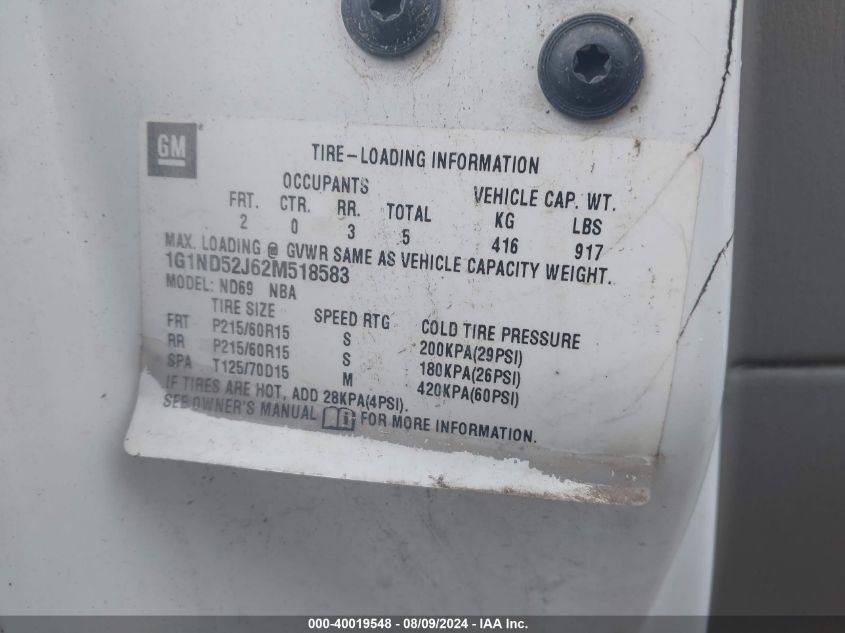 GM
TIRE-LOADING INFORMATION
OCCUPANTS VEHICLE CAP. WT.
FRT. CTR. RR. TOTAL KG LBS
2 0 3 5 416 917
MAX. LOADING @ GVWR SAME AS VEHICLE CAPACITY WEIGHT.
1G1ND52J62M518583
MODEL: ND69 NBA
TIRE SIZE SPEED RTG COLD TIRE PRESSURE
FRT P215/60R15 S 200KPA(29PSI)
RR P215/60R15 S 180KPA(26PSI)
SPA T125/70D15 M 420KPA(60PSI)
IF TIRES ARE HOT, ADD 28KPA(4PSI).
SEE OWNER'S MANUAL FOR MORE INFORMATION.
000-40019548 - 08/09/2024 - IAA Inc.